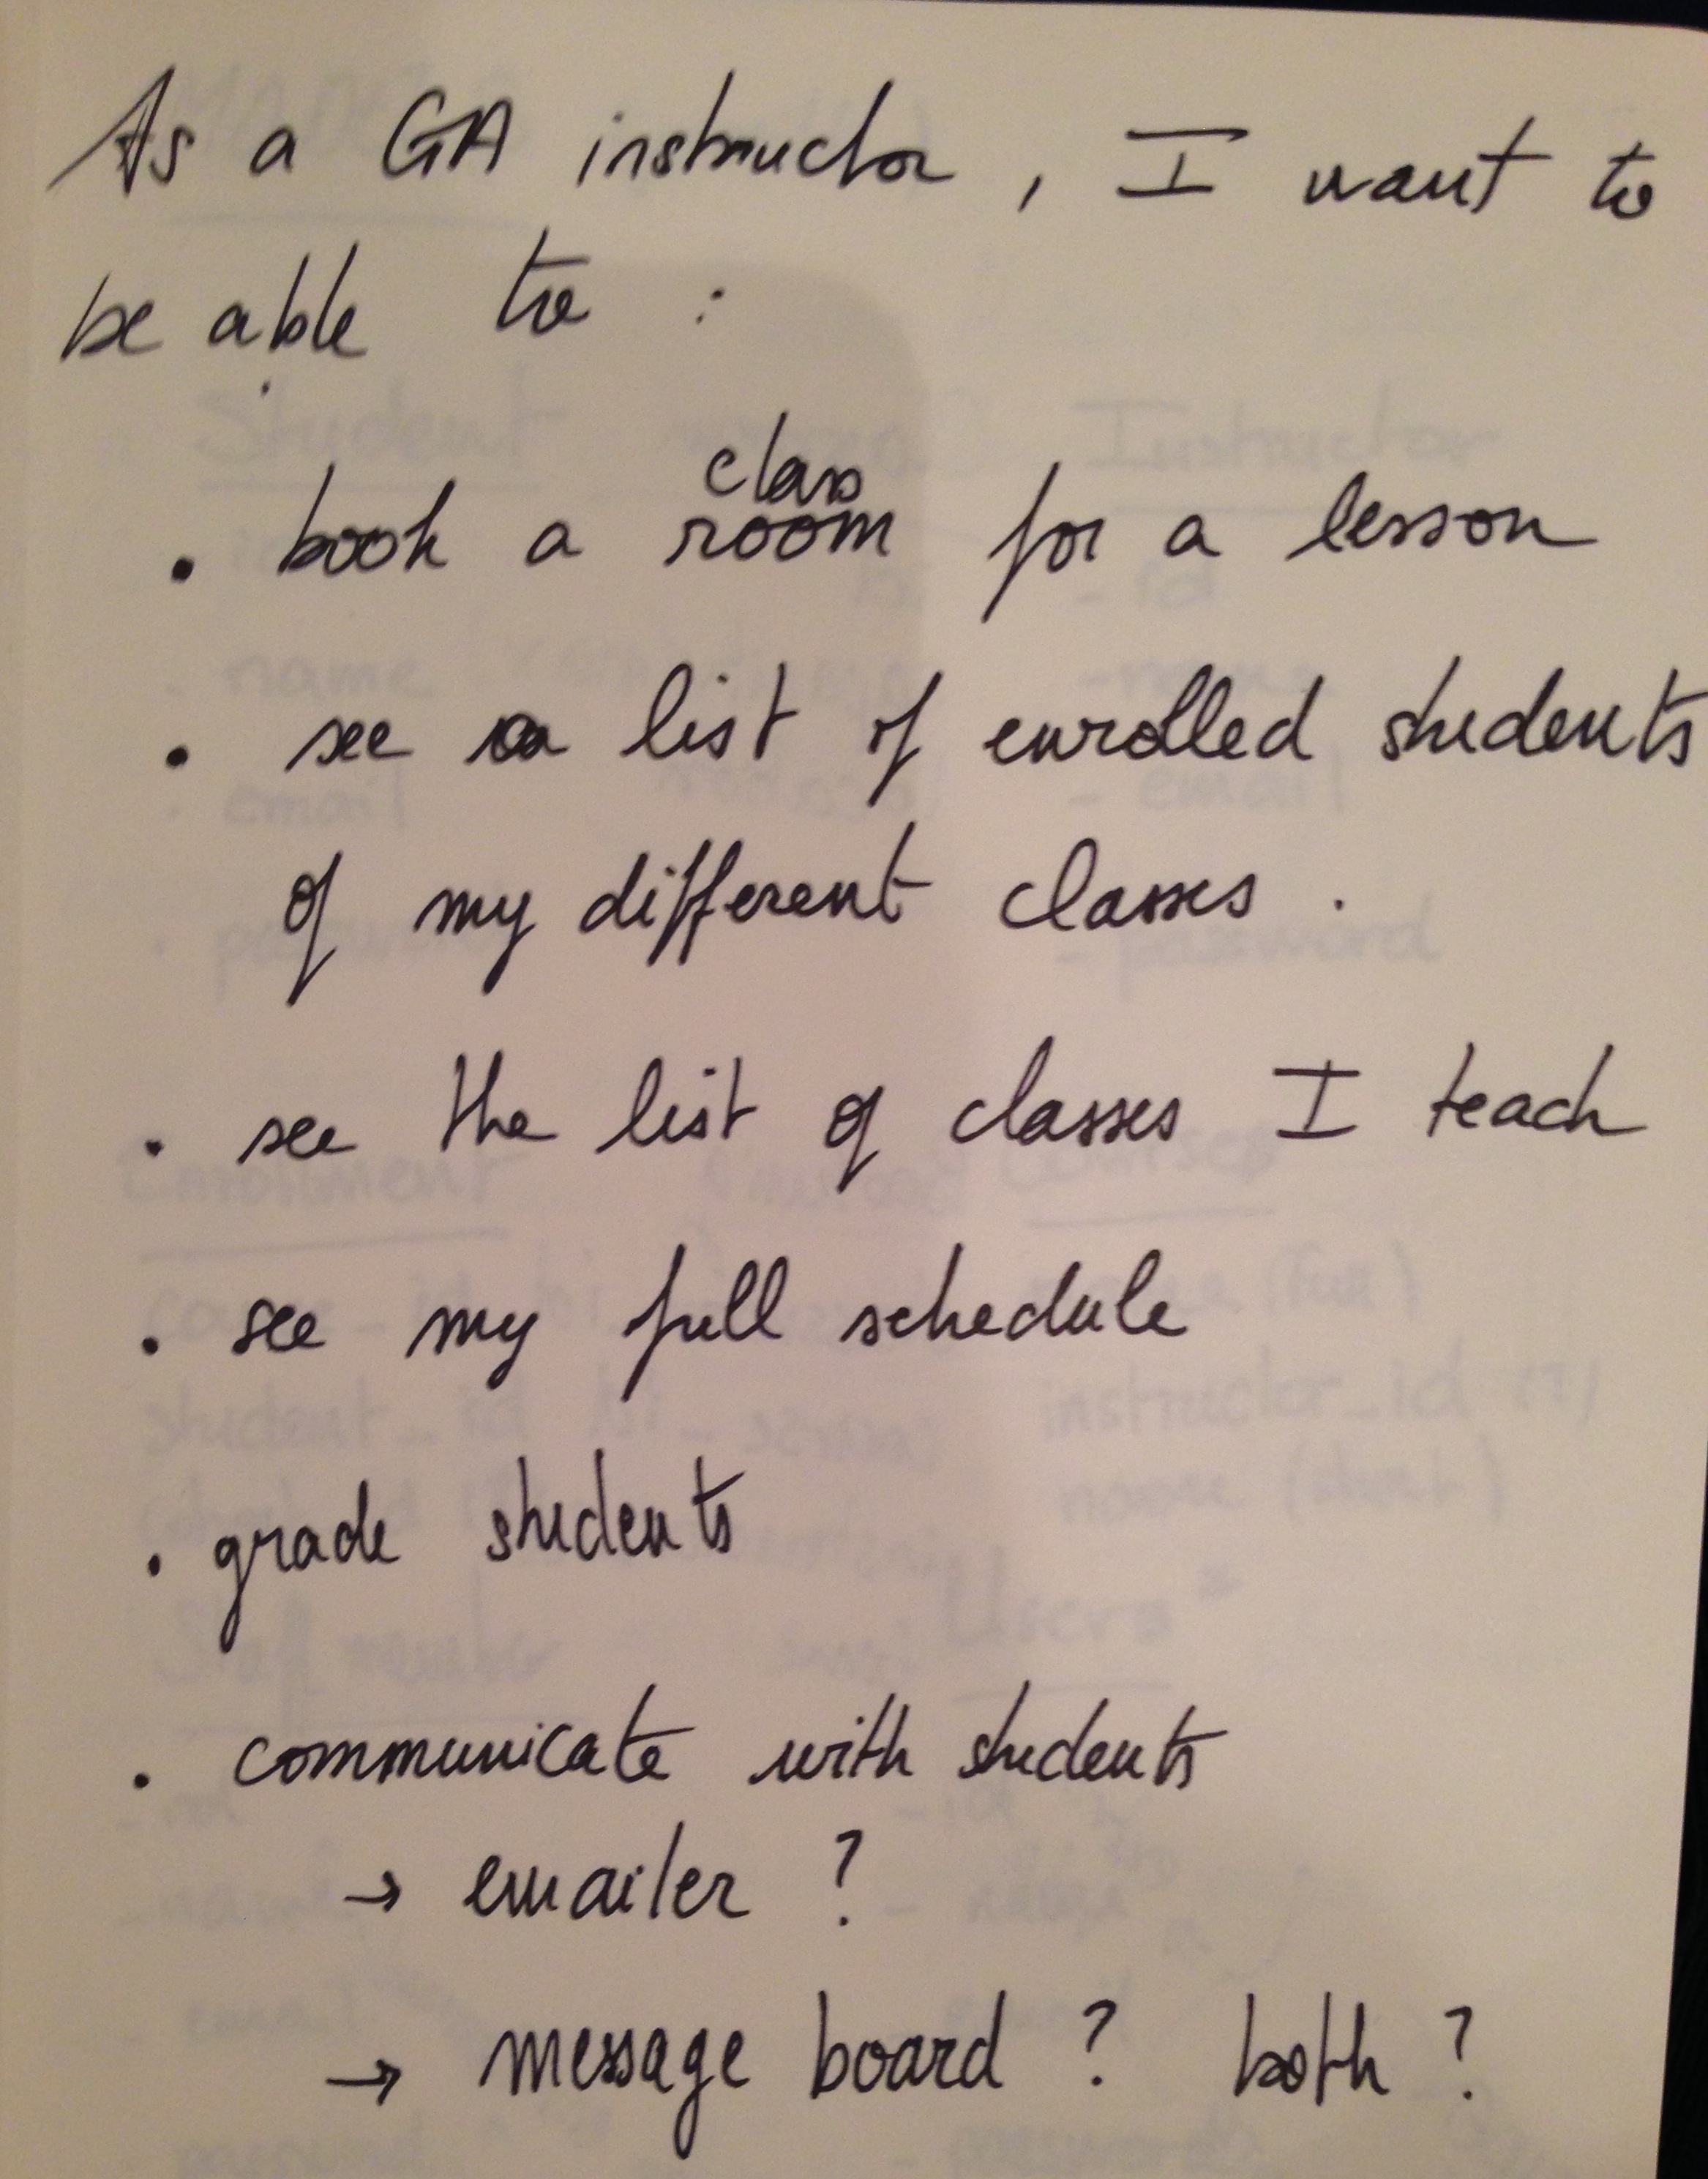 As a GA instructor, I want to
be able to :
class
. book a room for a lesson
. see a list of enrolled students
of my different classes .
. see the list of classes I teach
. see my full schedule
. grade students
. communicate with students
→ emailer ?
→ message board ? both ?